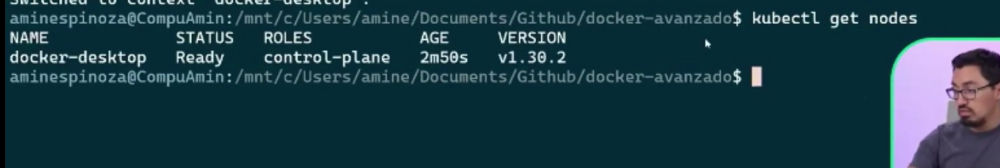 Switched to context "docker-desktop".
aminespinoza@CompuAmin:/mnt/c/Users/amine/Documents/Github/docker-avanzado$ kubectl get nodes
NAME STATUS ROLES AGE VERSION
docker-desktop Ready control-plane 2m50s v1.30.2
aminespinoza@CompuAmin:/mnt/c/Users/amine/Documents/Github/docker-avanzado$